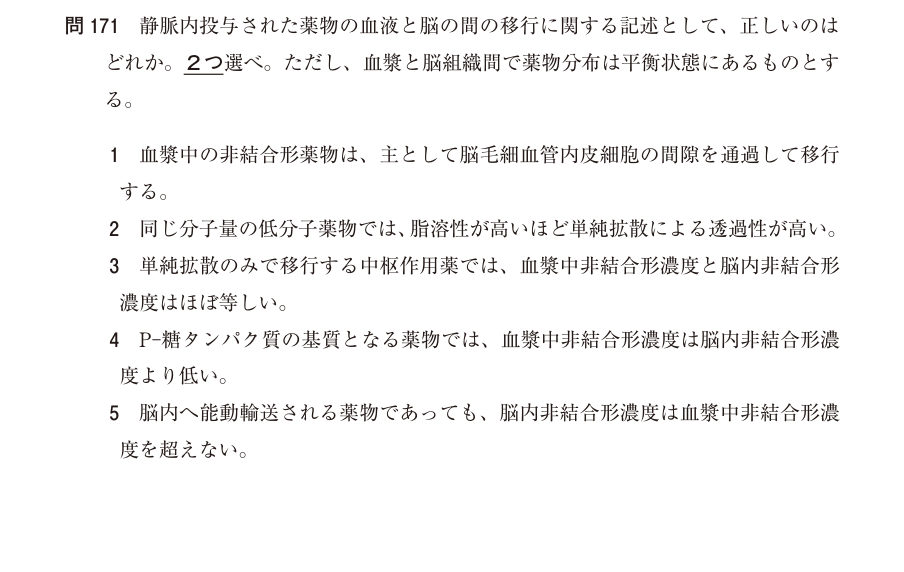 問 171　静脈内投与された薬物の血液と脳の間の移行に関する記述として、正しいのは
どれか。２つ選べ。ただし、血漿と脳組織間で薬物分布は平衡状態にあるものとす
る。
1　血漿中の非結合形薬物は、主として脳毛細血管内皮細胞の間隙を通過して移行
する。
2　同じ分子量の低分子薬物では、脂溶性が高いほど単純拡散による透過性が高い。
3　単純拡散のみで移行する中枢作用薬では、血漿中非結合形濃度と脳内非結合形
濃度はほぼ等しい。
4　P−糖タンパク質の基質となる薬物では、血漿中非結合形濃度は脳内非結合形濃
度より低い。
5　脳内へ能動輸送される薬物であっても、脳内非結合形濃度は血漿中非結合形濃
度を超えない。